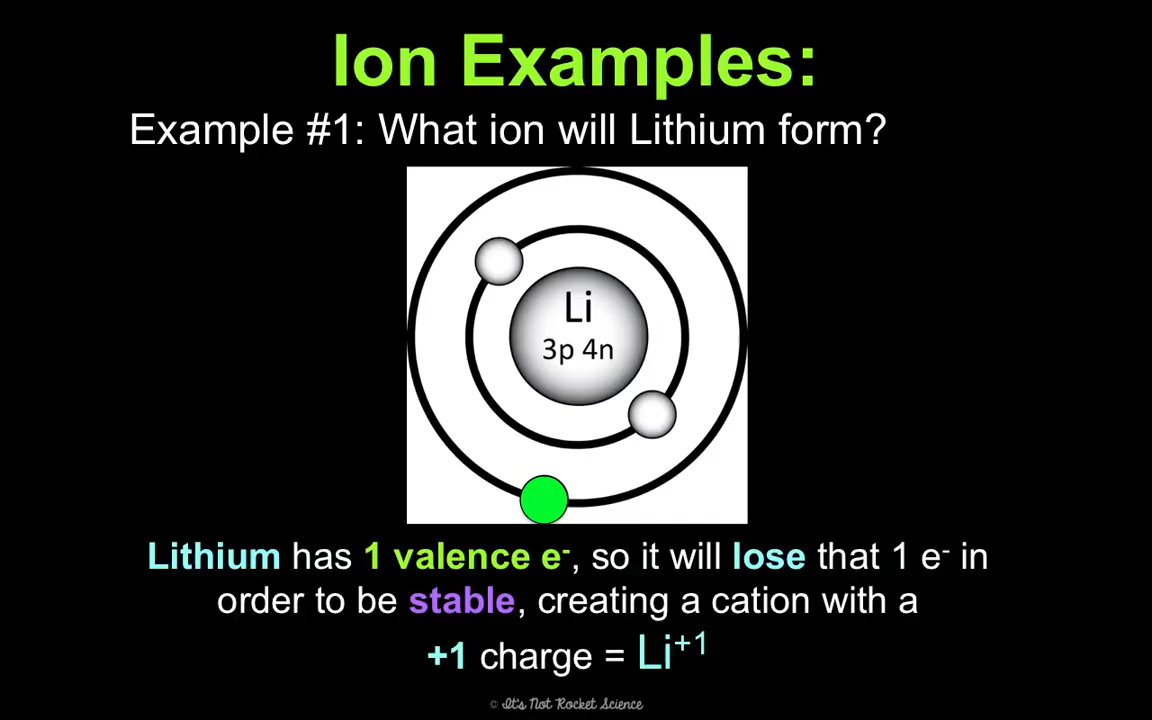 Ion Examples:
Example #1: What ion will Lithium form?
Li
3p 4n
Lithium has 1 valence e⁻, so it will lose that 1 e⁻ in
order to be stable, creating a cation with a
+1 charge = Li⁺¹
© It's Not Rocket Science